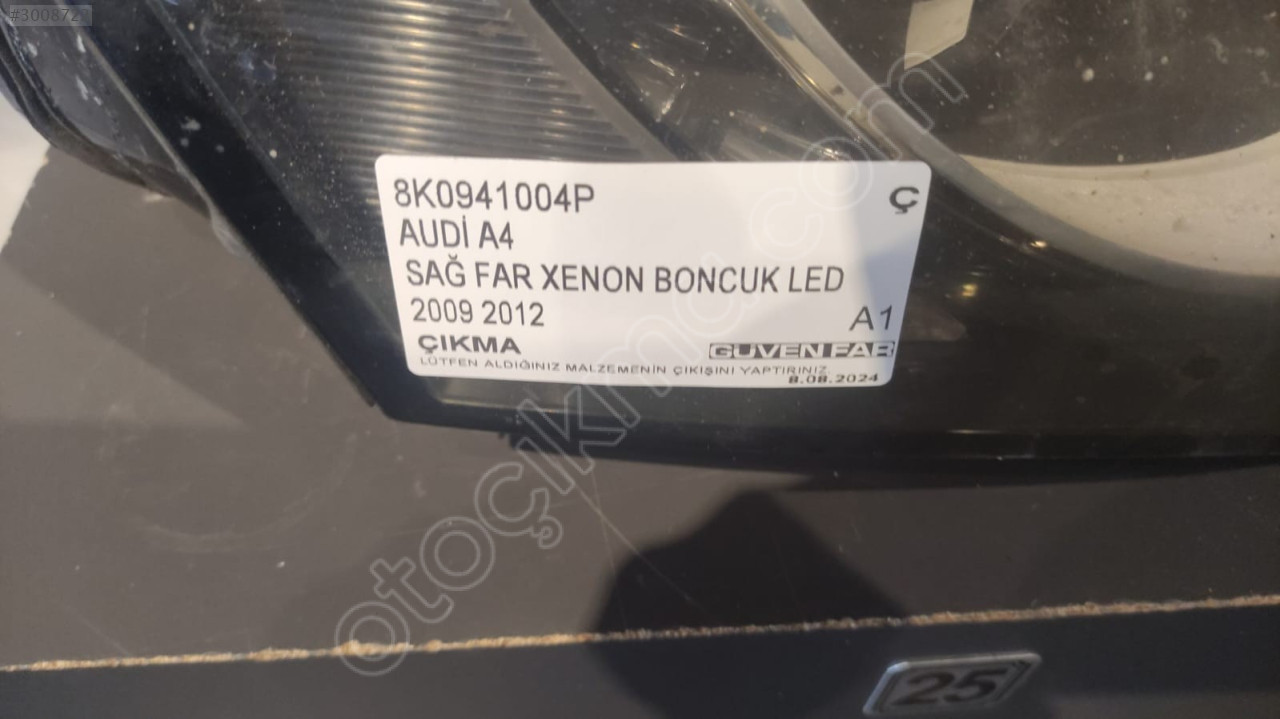 #300872
8K0941004P Ç
AUDİ A4
SAĞ FAR XENON BONCUK LED
2009 2012 A1
ÇIKMA GÜVEN FAR
LÜTFEN ALDIĞINIZ MALZEMENİN ÇIKIŞINI YAPTIRINIZ
8.08.2024
otoçıkma.com
25